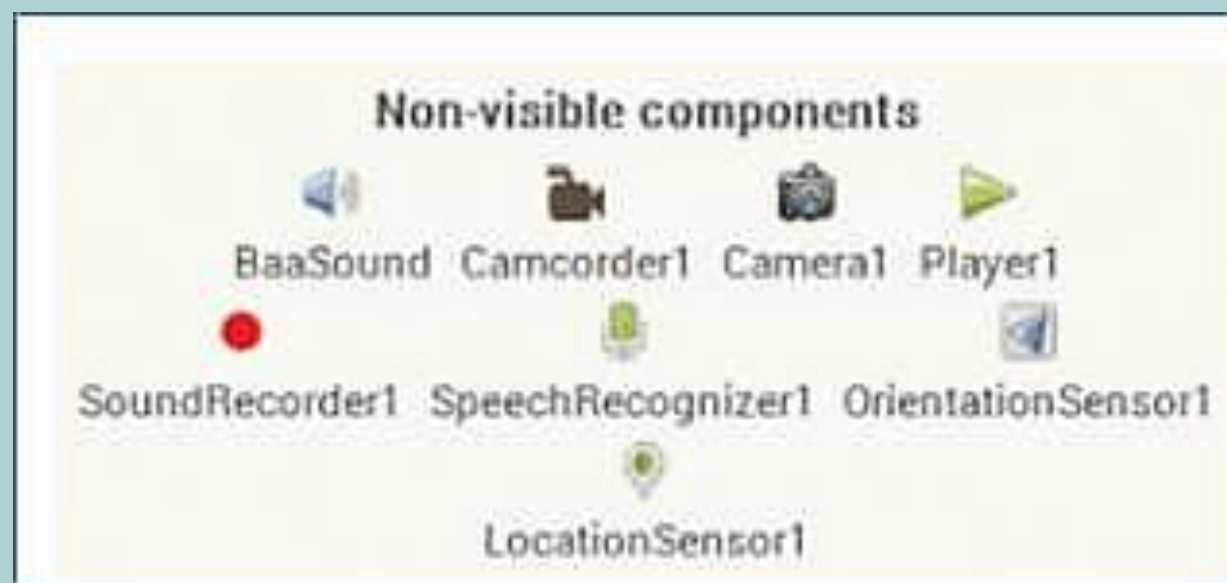 Non-visible components
BaaSound Camcorder1 Camera1 Player1
SoundRecorder1 SpeechRecognizer1 OrientationSensor1
LocationSensor1